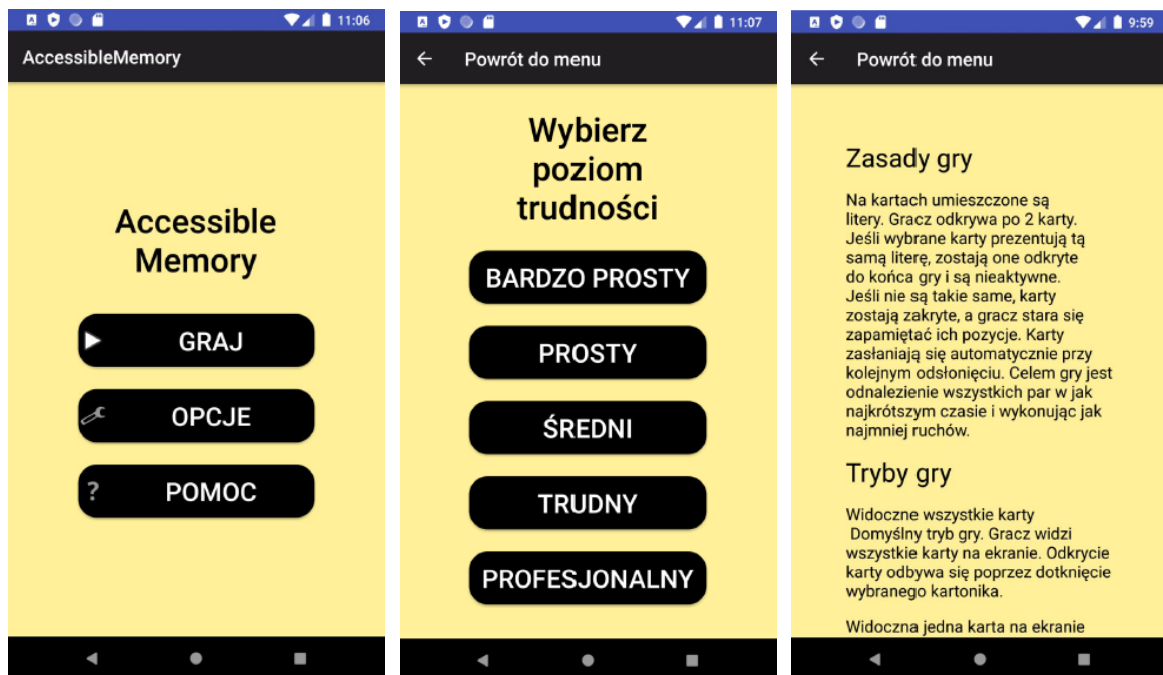 11:06
AccessibleMemory
Accessible
Memory
GRAJ
OPCJE
?
POMOC
11:07
Powrót do menu
Wybierz
poziom
trudności
BARDZO PROSTY
PROSTY
ŚREDNI
TRUDNY
PROFESJONALNY
9:59
Powrót do menu
Zasady gry
Na kartach umieszczone są
litery. Gracz odkrywa po 2 karty.
Jeśli wybrane karty prezentują tą
samą literę, zostają one odkryte
do końca gry i są nieaktywne.
Jeśli nie są takie same, karty
zostają zakryte, a gracz stara się
zapamiętać ich pozycje. Karty
zasłaniają się automatycznie przy
kolejnym odsłonięciu. Celem gry jest
odnalezienie wszystkich par w jak
najkrótszym czasie i wykonując jak
najmniej ruchów.
Tryby gry
Widoczne wszystkie karty
Domyślny tryb gry. Gracz widzi
wszystkie karty na ekranie. Odkrycie
karty odbywa się poprzez dotknięcie
wybranego kartonika.
Widoczna jedna karta na ekranie